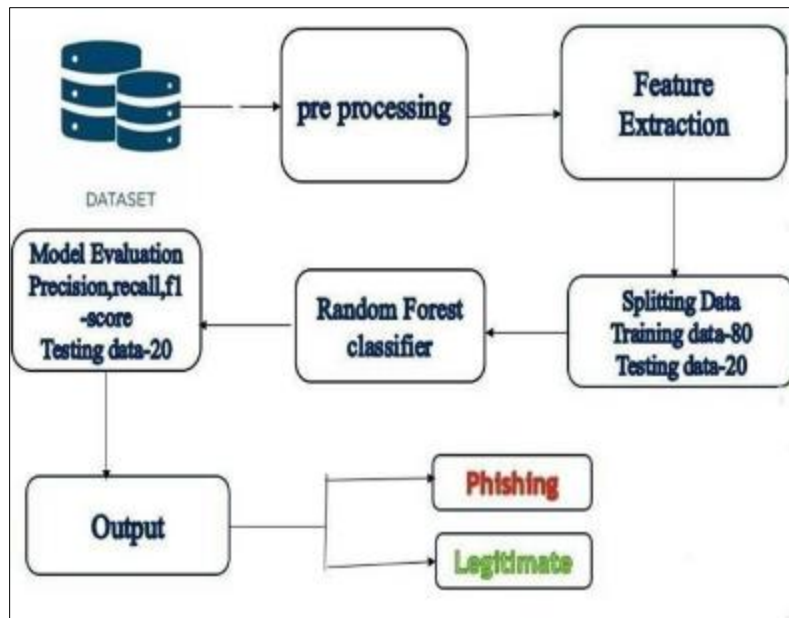 DATASET
pre processing
Feature
Extraction
Splitting Data
Training data-80
Testing data-20
Random Forest
classifier
Model Evaluation
Precision,recall,f1
-score
Testing data-20
Output
Phishing
Legitimate